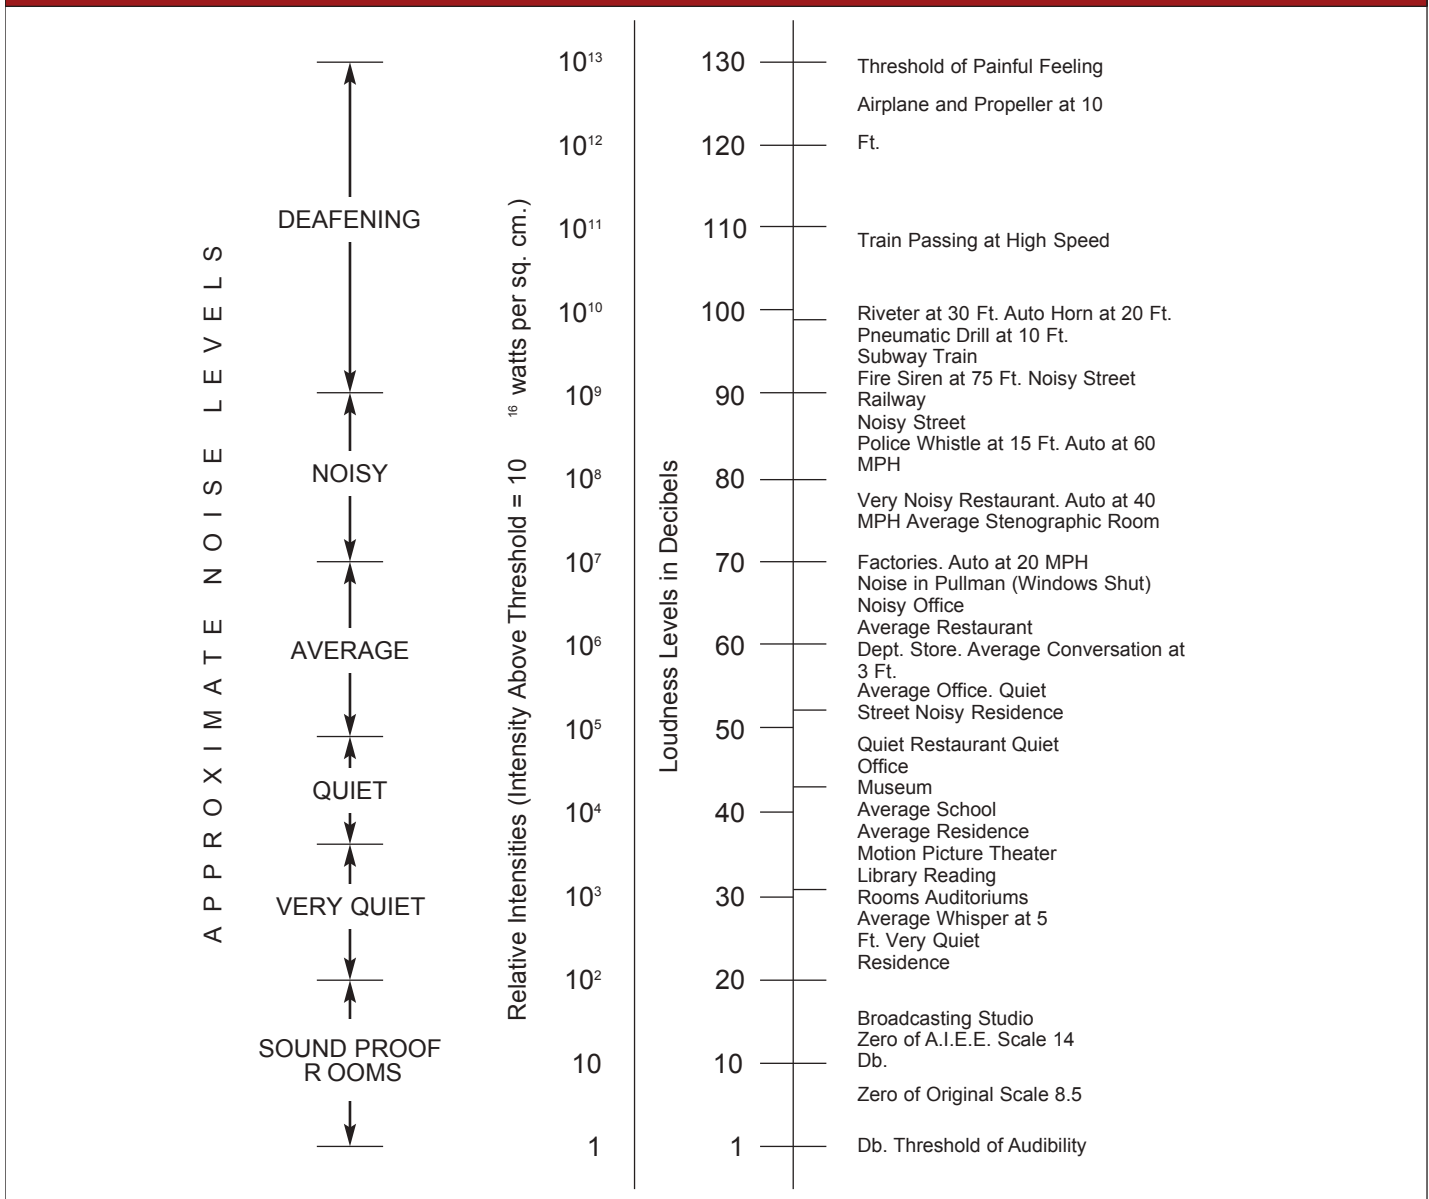 APPROXIMATE NOISE LEVELS
DEAFENING
NOISY
AVERAGE
QUIET
VERY QUIET
SOUND PROOF
R OOMS
Relative Intensities (Intensity Above Threshold = 10 ¹⁶ watts per sq. cm.)
10¹³
10¹²
10¹¹
10¹⁰
10⁹
10⁸
10⁷
10⁶
10⁵
10⁴
10³
10²
10
1
Loudness Levels in Decibels
130
120
110
100
90
80
70
60
50
40
30
20
10
1
Threshold of Painful Feeling
Airplane and Propeller at 10
Ft.
Train Passing at High Speed
Riveter at 30 Ft. Auto Horn at 20 Ft.
Pneumatic Drill at 10 Ft.
Subway Train
Fire Siren at 75 Ft. Noisy Street
Railway
Noisy Street
Police Whistle at 15 Ft. Auto at 60
MPH
Very Noisy Restaurant. Auto at 40
MPH Average Stenographic Room
Factories. Auto at 20 MPH
Noise in Pullman (Windows Shut)
Noisy Office
Average Restaurant
Dept. Store. Average Conversation at
3 Ft.
Average Office. Quiet
Street Noisy Residence
Quiet Restaurant Quiet
Office
Museum
Average School
Average Residence
Motion Picture Theater
Library Reading
Rooms Auditoriums
Average Whisper at 5
Ft. Very Quiet
Residence
Broadcasting Studio
Zero of A.I.E.E. Scale 14
Db.
Zero of Original Scale 8.5
Db. Threshold of Audibility